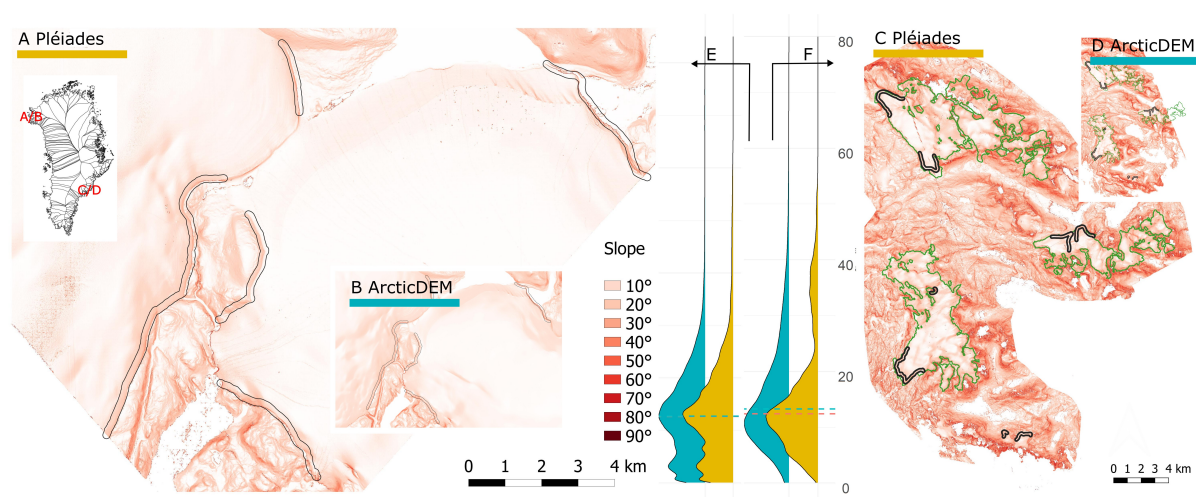 A Pléiades
A/B
C/D
B ArcticDEM
Slope
10°
20°
30°
40°
50°
60°
70°
80°
90°
0 1 2 3 4 km
E
F
80
60
40
20
0
C Pléiades
D ArcticDEM
0 1 2 3 4 km